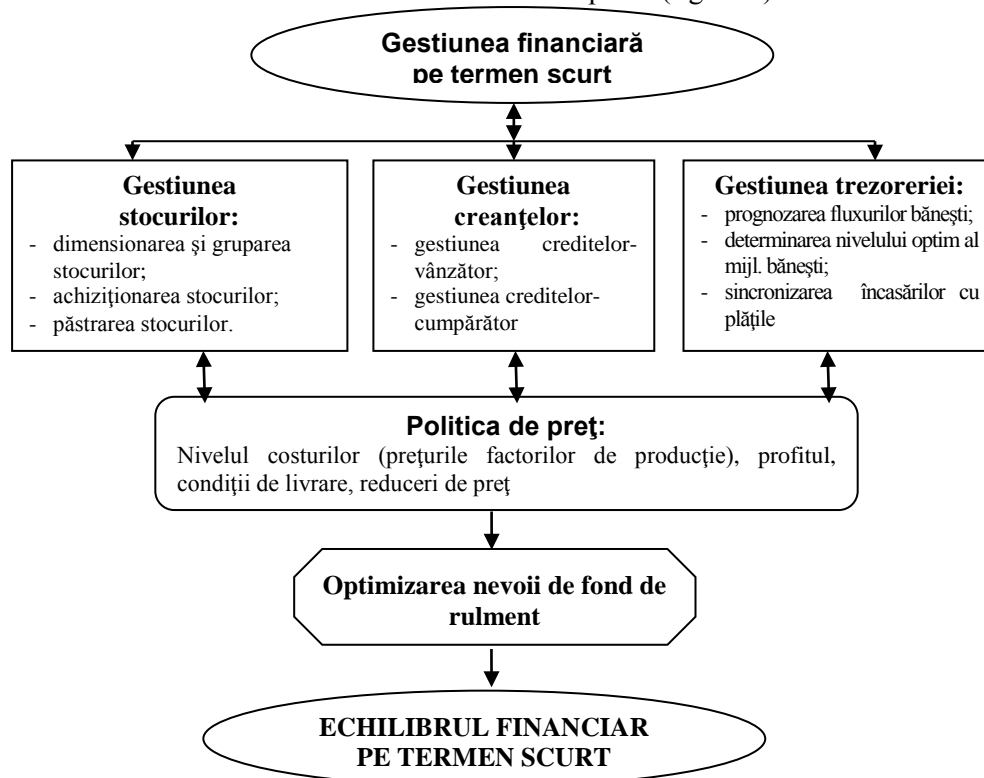 Gestiunea financiară
pe termen scurt
Gestiunea
stocurilor:
- dimensionarea şi gruparea
stocurilor;
- achiziţionarea stocurilor;
- păstrarea stocurilor.
Gestiunea
creanţelor:
- gestiunea creditelor-
vânzător;
- gestiunea creditelor-
cumpărător
Gestiunea trezoreriei:
- prognozarea fluxurilor băneşti;
- determinarea nivelului optim al
mijl. băneşti;
- sincronizarea încasărilor cu
plăţile
Politica de preţ:
Nivelul costurilor (preţurile factorilor de producţie), profitul,
condiţii de livrare, reduceri de preţ
Optimizarea nevoii de fond de
rulment
ECHILIBRUL FINANCIAR
PE TERMEN SCURT